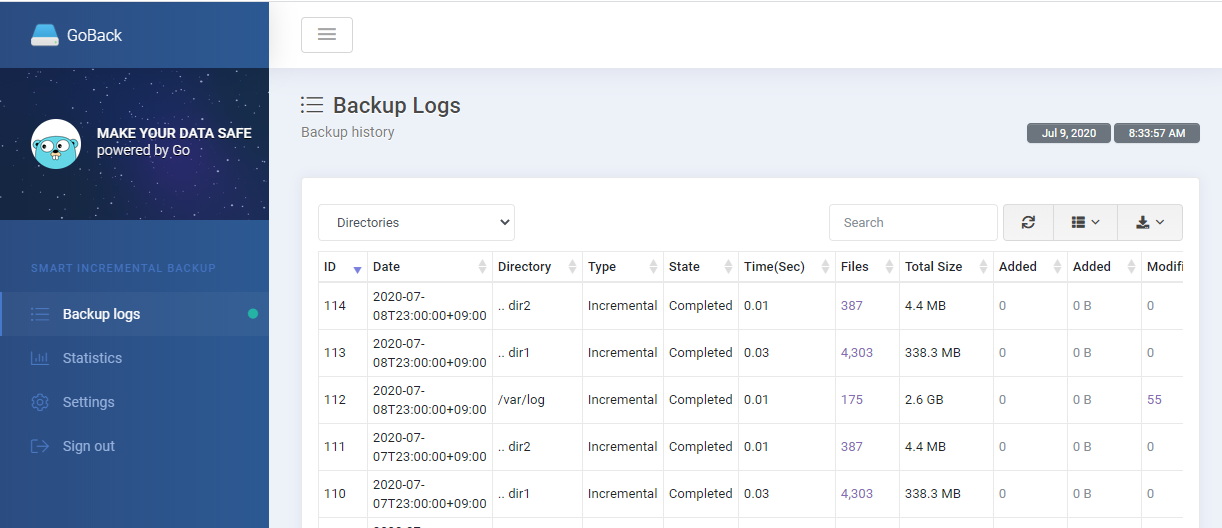 GoBack
MAKE YOUR DATA SAFE
powered by Go
SMART INCREMENTAL BACKUP
Backup logs
Statistics
Settings
Sign out
Backup Logs
Backup history
Jul 9, 2020 8:33:57 AM
Directories Search
ID Date Directory Type State Time(Sec) Files Total Size Added Added Modifi
2020-07-
114 08T23:00:00+09:00 .. dir2 Incremental Completed 0.01 387 4.4 MB 0 0 B 0
2020-07-
113 08T23:00:00+09:00 .. dir1 Incremental Completed 0.03 4,303 338.3 MB 0 0 B 0
2020-07-
112 08T23:00:00+09:00 /var/log Incremental Completed 0.01 175 2.6 GB 0 0 B 55
2020-07-
111 07T23:00:00+09:00 .. dir2 Incremental Completed 0.01 387 4.4 MB 0 0 B 0
2020-07-
110 07T23:00:00+09:00 .. dir1 Incremental Completed 0.03 4,303 338.3 MB 0 0 B 0